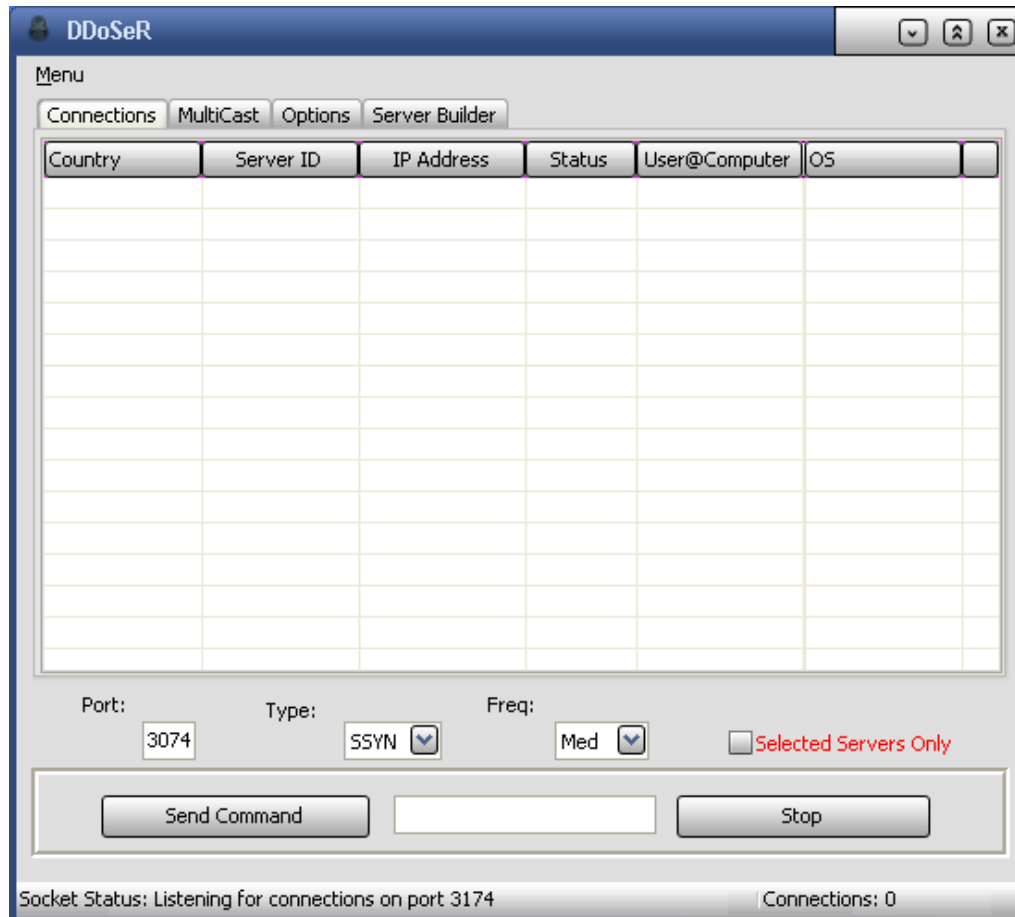 DDoSeR
Menu
Connections MultiCast Options Server Builder
Country Server ID IP Address Status User@Computer OS
Port: Type: Freq:
3074 SSYN Med Selected Servers Only
Send Command Stop
Socket Status: Listening for connections on port 3174 Connections: 0